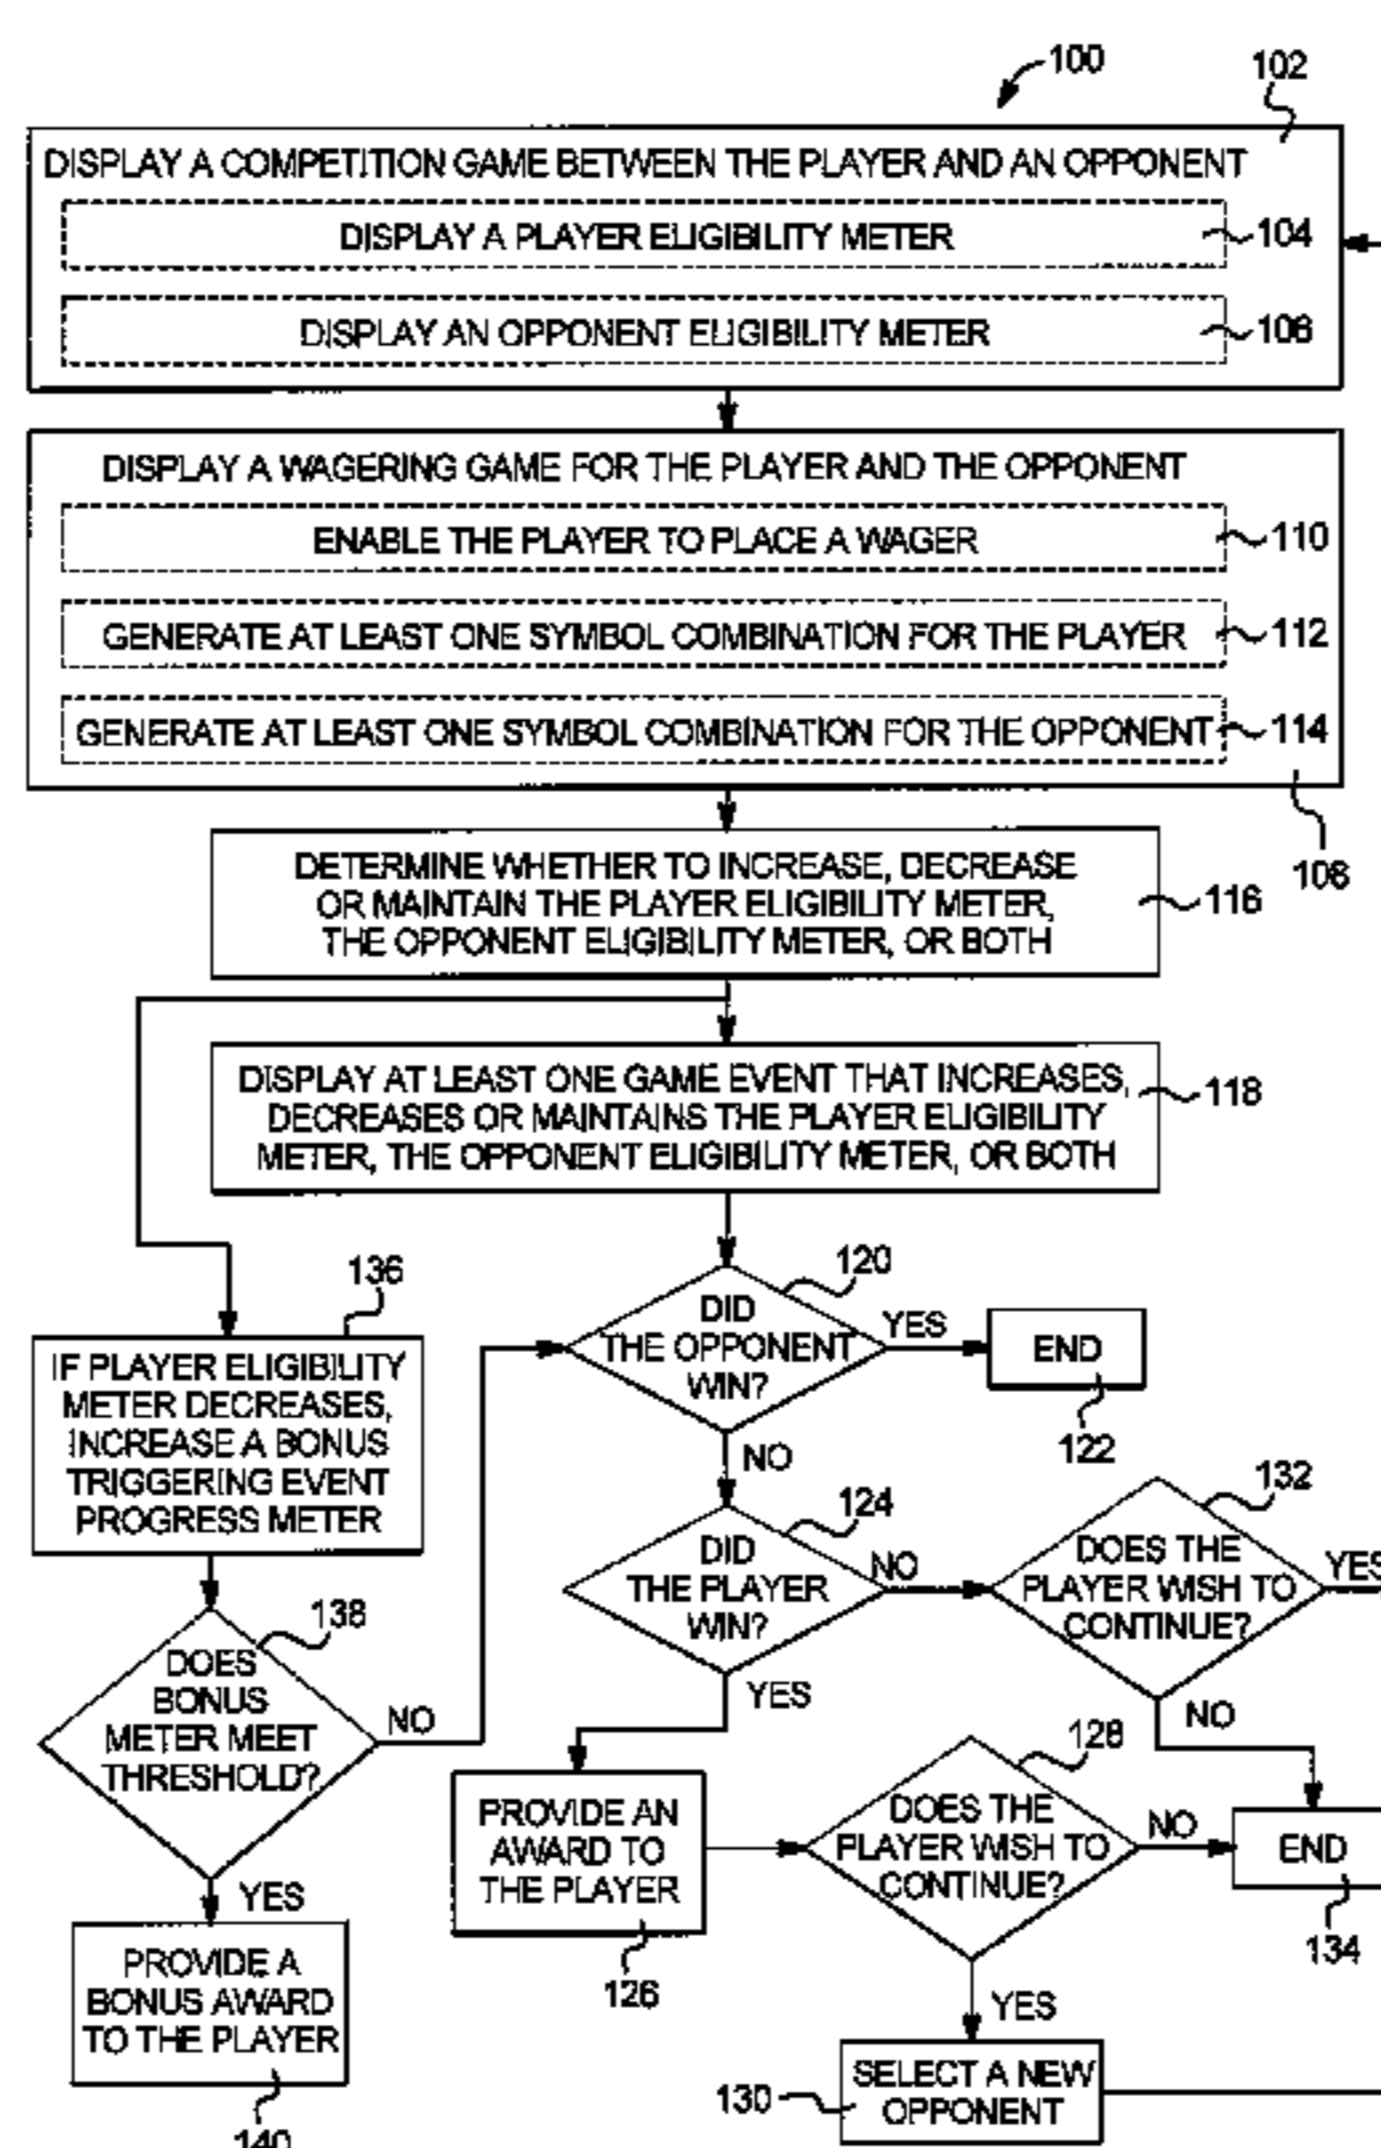 100
102
DISPLAY A COMPETITION GAME BETWEEN THE PLAYER AND AN OPPONENT
DISPLAY A PLAYER ELIGIBILITY METER
104
DISPLAY AN OPPONENT ELIGIBILITY METER
106
DISPLAY A WAGERING GAME FOR THE PLAYER AND THE OPPONENT
ENABLE THE PLAYER TO PLACE A WAGER
110
GENERATE AT LEAST ONE SYMBOL COMBINATION FOR THE PLAYER
112
GENERATE AT LEAST ONE SYMBOL COMBINATION FOR THE OPPONENT
114
108
DETERMINE WHETHER TO INCREASE, DECREASE
OR MAINTAIN THE PLAYER ELIGIBILITY METER,
THE OPPONENT ELIGIBILITY METER, OR BOTH
116
DISPLAY AT LEAST ONE GAME EVENT THAT INCREASES,
DECREASES OR MAINTAINS THE PLAYER ELIGIBILITY
METER, THE OPPONENT ELIGIBILITY METER, OR BOTH
118
136
IF PLAYER ELIGIBILITY
METER DECREASES,
INCREASE A BONUS
TRIGGERING EVENT
PROGRESS METER
120
DID
THE OPPONENT
WIN?
YES
END
122
NO
124
DID
THE PLAYER
WIN?
NO
132
DOES THE
PLAYER WISH TO
CONTINUE?
YES
NO
138
DOES
BONUS
METER MEET
THRESHOLD?
NO
YES
PROVIDE A
BONUS AWARD
TO THE PLAYER
140
YES
PROVIDE AN
AWARD TO
THE PLAYER
126
128
DOES THE
PLAYER WISH TO
CONTINUE?
NO
END
134
YES
SELECT A NEW
OPPONENT
130